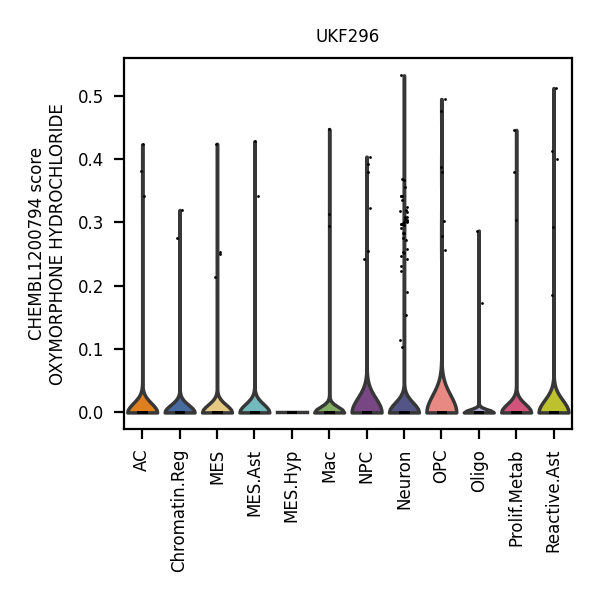 UKF296
CHEMBL1200794 score
OXYMORPHONE HYDROCHLORIDE
0.5
0.4
0.3
0.2
0.1
0.0
AC
Chromatin.Reg
MES
MES.Ast
MES.Hyp
Mac
NPC
Neuron
OPC
Oligo
Prolif.Metab
Reactive.Ast